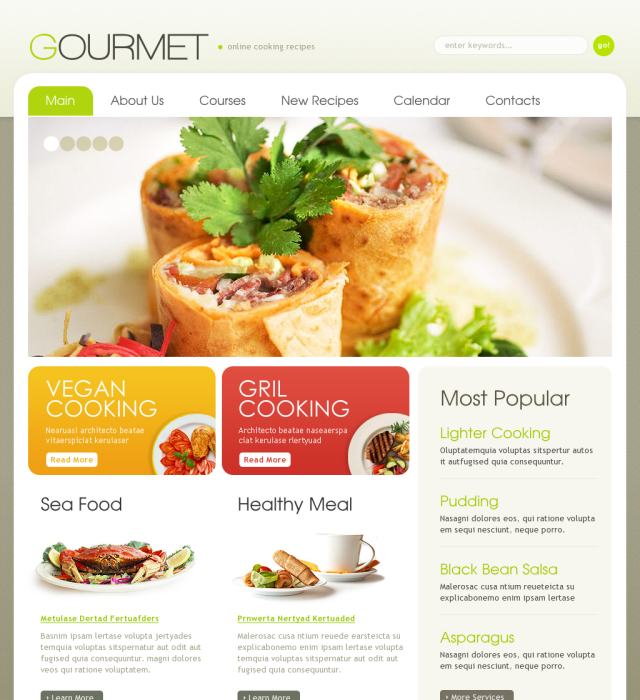 GOURMET
online cooking recipes
enter keywords...
go!
Main
About Us
Courses
New Recipes
Calendar
Contacts
VEGAN
COOKING
Nearuasi architecto beatae
vitaerspiciat keruiaser
Read More
GRIL
COOKING
Architecto beatae naseaerspa
ciat kerulase rlertyuad
Read More
Sea Food
Metulase Dertad Fertuafders
Basnim ipsam lertase volupta jertyades
temquia voluptas sitspernatur aut odit aut
fugised quia consequuntur, magni dolores
veos qui ratione voluptatem.
• Learn More
Healthy Meal
Prnwerta Nertyad Kertuaded
Malerosac cusa ntium reuede earsteicta su
explicabonemo enim ipsam lertase volupta
temquia voluptas sitspernatur aut odit aut
fugised quia consequuntur.
• Learn More
Most Popular
Lighter Cooking
Oluptatemquia voluptas sitspertur autos
it autfugised quia consequuntur.
Pudding
Nasagni dolores eos, qui ratione volupta
em sequi nesciunt, neque porro.
Black Bean Salsa
Malerosac cusa ntium reueteicta su
explicabonemo enim ipsam lertase
Asparagus
Nasagni dolores eos, qui ratione volupta
em sequi nesciunt, neque porro.
• More Services